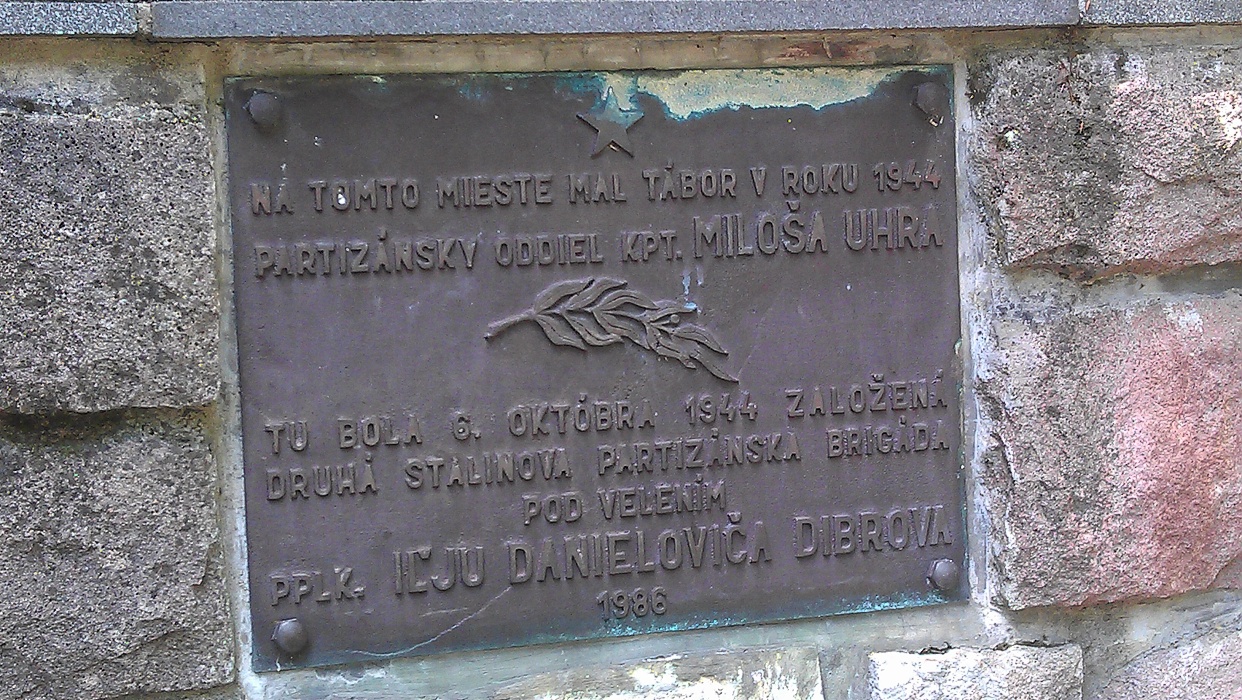 NA TOMTO MIESTE MAL TÁBOR V ROKU 1944
PARTIZÁNSKY ODDIEL KPT. MILOŠA UHRA
TU BOLA 6. OKTÓBRA 1944 ZALOŽENÁ
DRUHÁ STALINOVA PARTIZÁNSKA BRIGÁDA
POD VELENÍM
PPLK. IĽJU DANIELOVIČA DIBROVA
1986